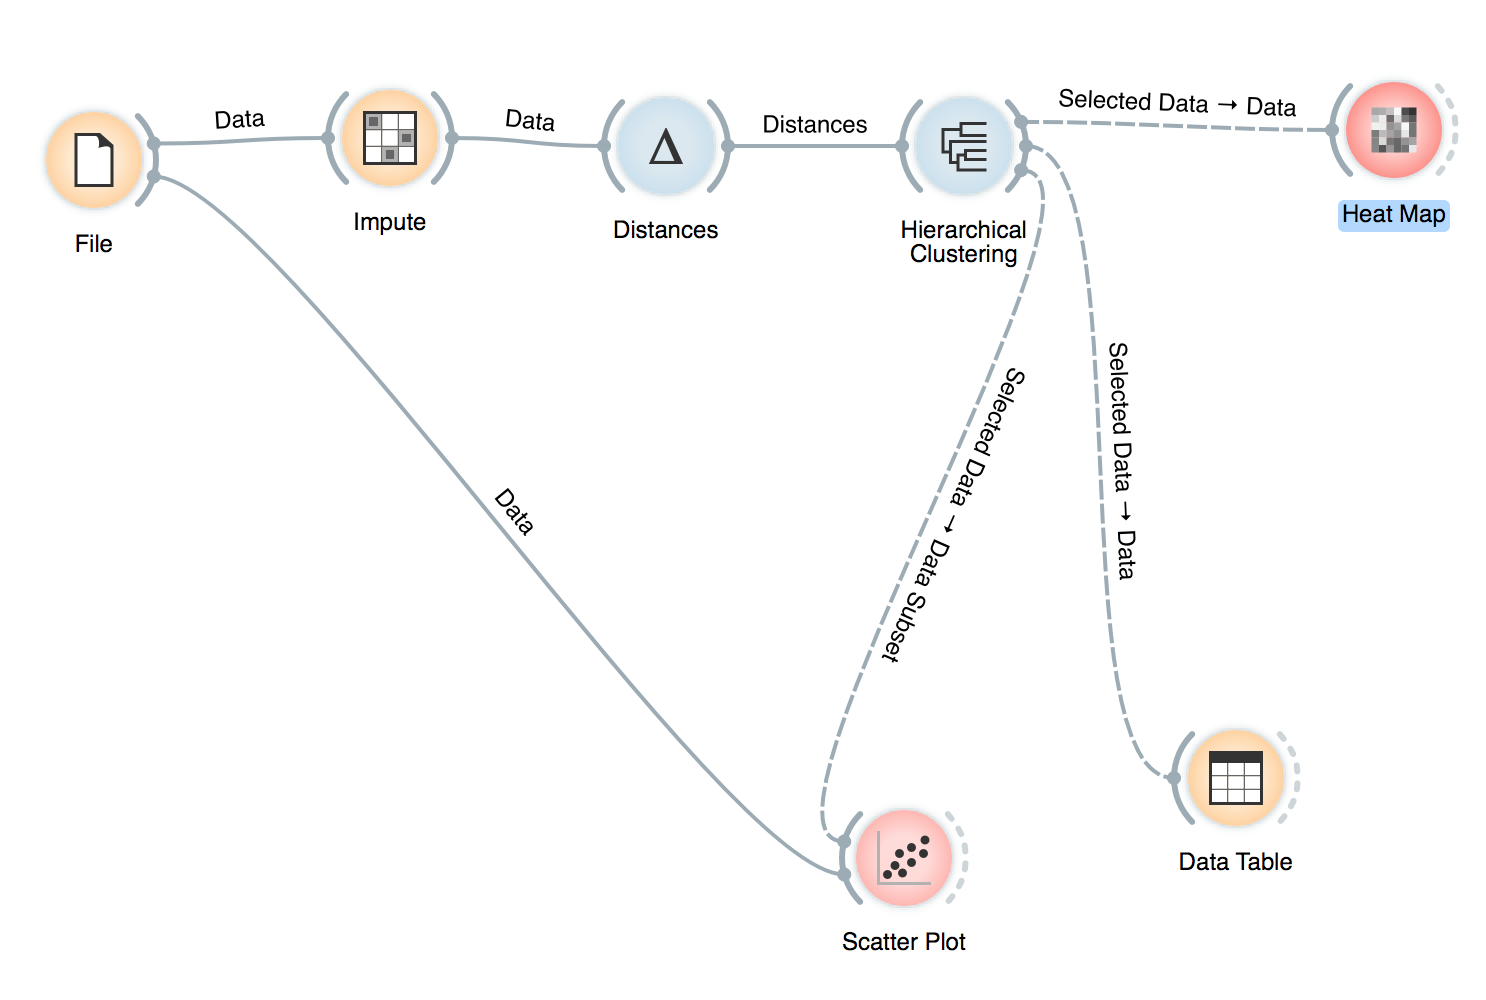 Data
Data
Distances
Selected Data → Data
File
Impute
Distances
Hierarchical
Clustering
Heat Map
Selected Data → Data Subset
Selected Data → Data
Data
Scatter Plot
Data Table